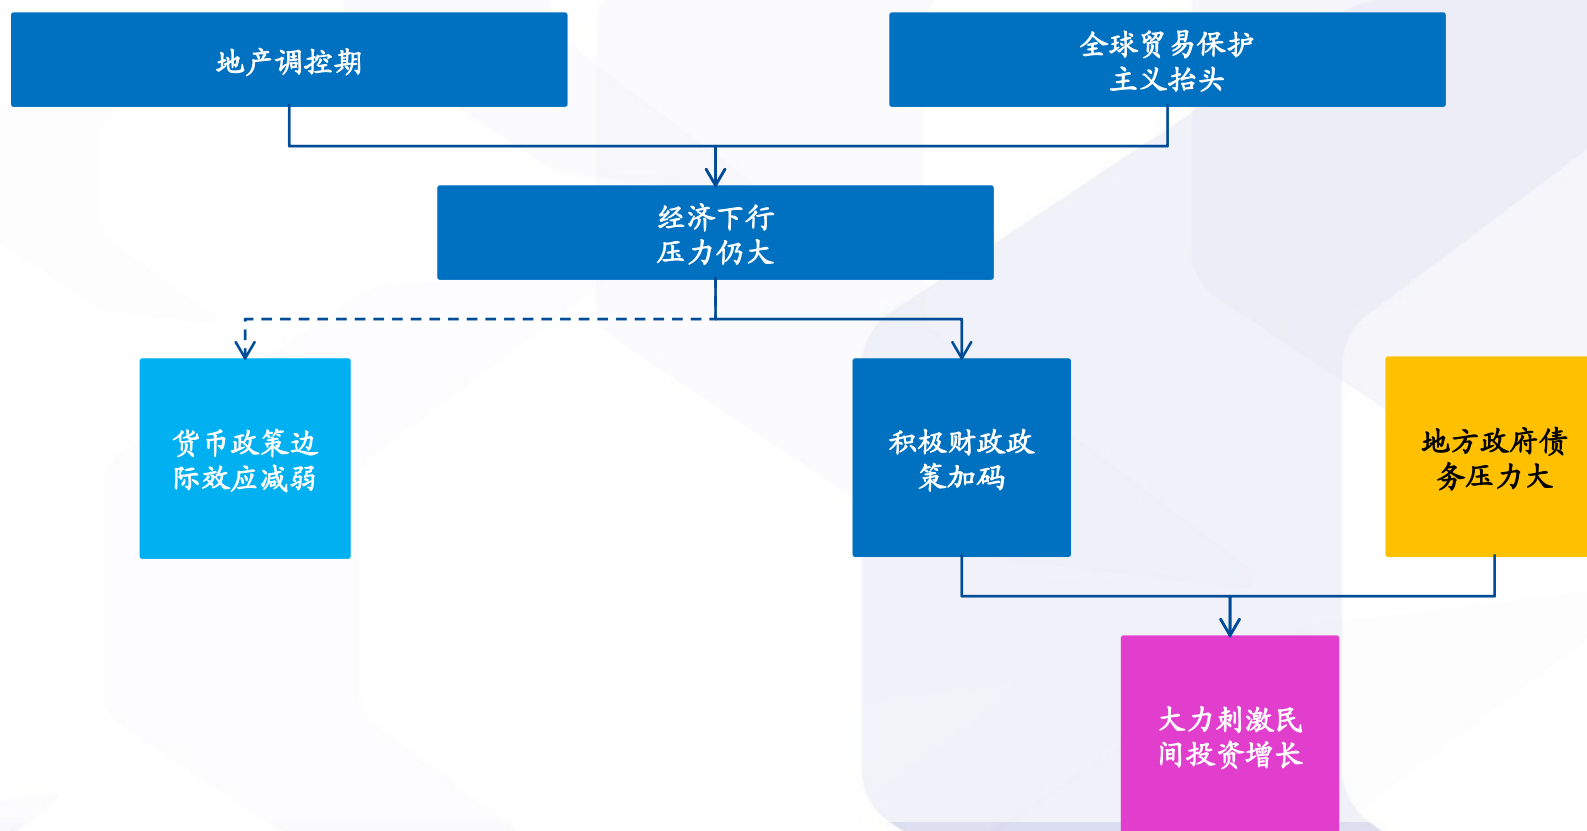 地产调控期
全球贸易保护
主义抬头
经济下行
压力仍大
货币政策边
际效应减弱
积极财政政
策加码
地方政府债
务压力大
大力刺激民
间投资增长